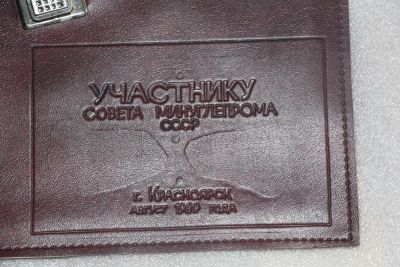 УЧАСТНИКУ
СОВЕТА МИНУГЛЕПРОМА
СССР
г. КРАСНОЯРСК
АВГУСТ 1989 ГОДА